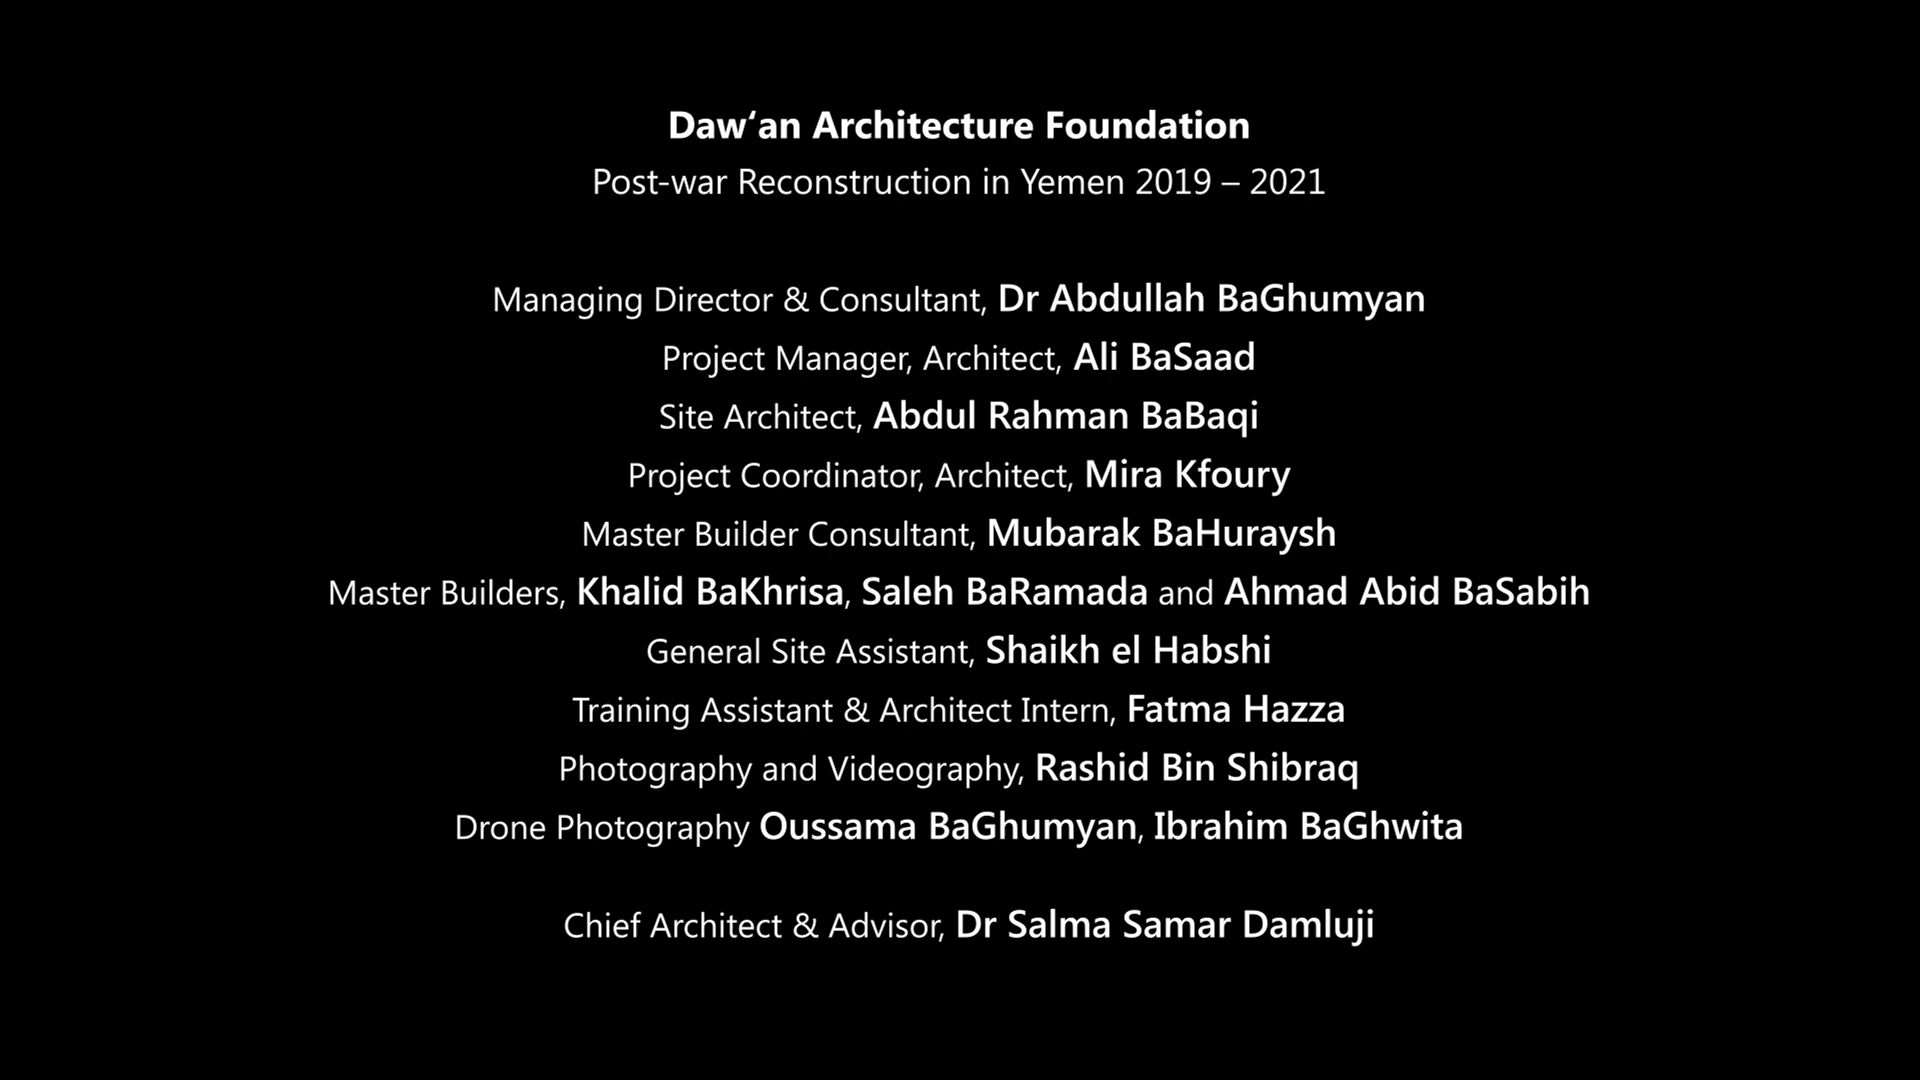 Daw‘an Architecture Foundation
Post-war Reconstruction in Yemen 2019 – 2021
Managing Director & Consultant, Dr Abdullah BaGhumyan
Project Manager, Architect, Ali BaSaad
Site Architect, Abdul Rahman BaBaqi
Project Coordinator, Architect, Mira Kfoury
Master Builder Consultant, Mubarak BaHuraysh
Master Builders, Khalid BaKhrisa, Saleh BaRamada and Ahmad Abid BaSabih
General Site Assistant, Shaikh el Habshi
Training Assistant & Architect Intern, Fatma Hazza
Photography and Videography, Rashid Bin Shibraq
Drone Photography Oussama BaGhumyan, Ibrahim BaGhwita
Chief Architect & Advisor, Dr Salma Samar Damluji